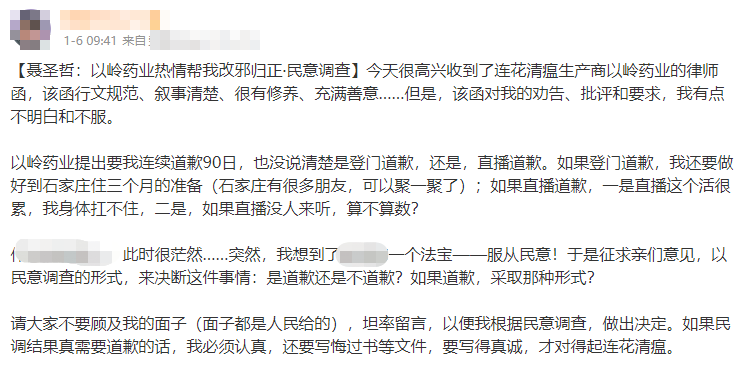 1-6 09:41 来自
【聂圣哲：以岭药业热情帮我改邪归正·民意调查】今天很高兴收到了连花清瘟生产商以岭药业的律师
函，该函行文规范、叙事清楚、很有修养、充满善意……但是，该函对我的劝告、批评和要求，我有点
不明白和不服。
以岭药业提出要我连续道歉90日，也没说清楚是登门道歉，还是，直播道歉。如果登门道歉，我还要做
好到石家庄住三个月的准备（石家庄有很多朋友，可以聚一聚了）；如果直播道歉，一是直播这个活很
累，我身体扛不住，二是，如果直播没人来听，算不算数？
此时很茫然……突然，我想到了 一个法宝——服从民意！于是征求亲们意见，以
民意调查的形式，来决断这件事情：是道歉还是不道歉？如果道歉，采取那种形式？
请大家不要顾及我的面子（面子都是人民给的），坦率留言，以便我根据民意调查，做出决定。如果民
调结果真需要道歉的话，我必须认真，还要写悔过书等文件，要写得真诚，才对得起连花清瘟。